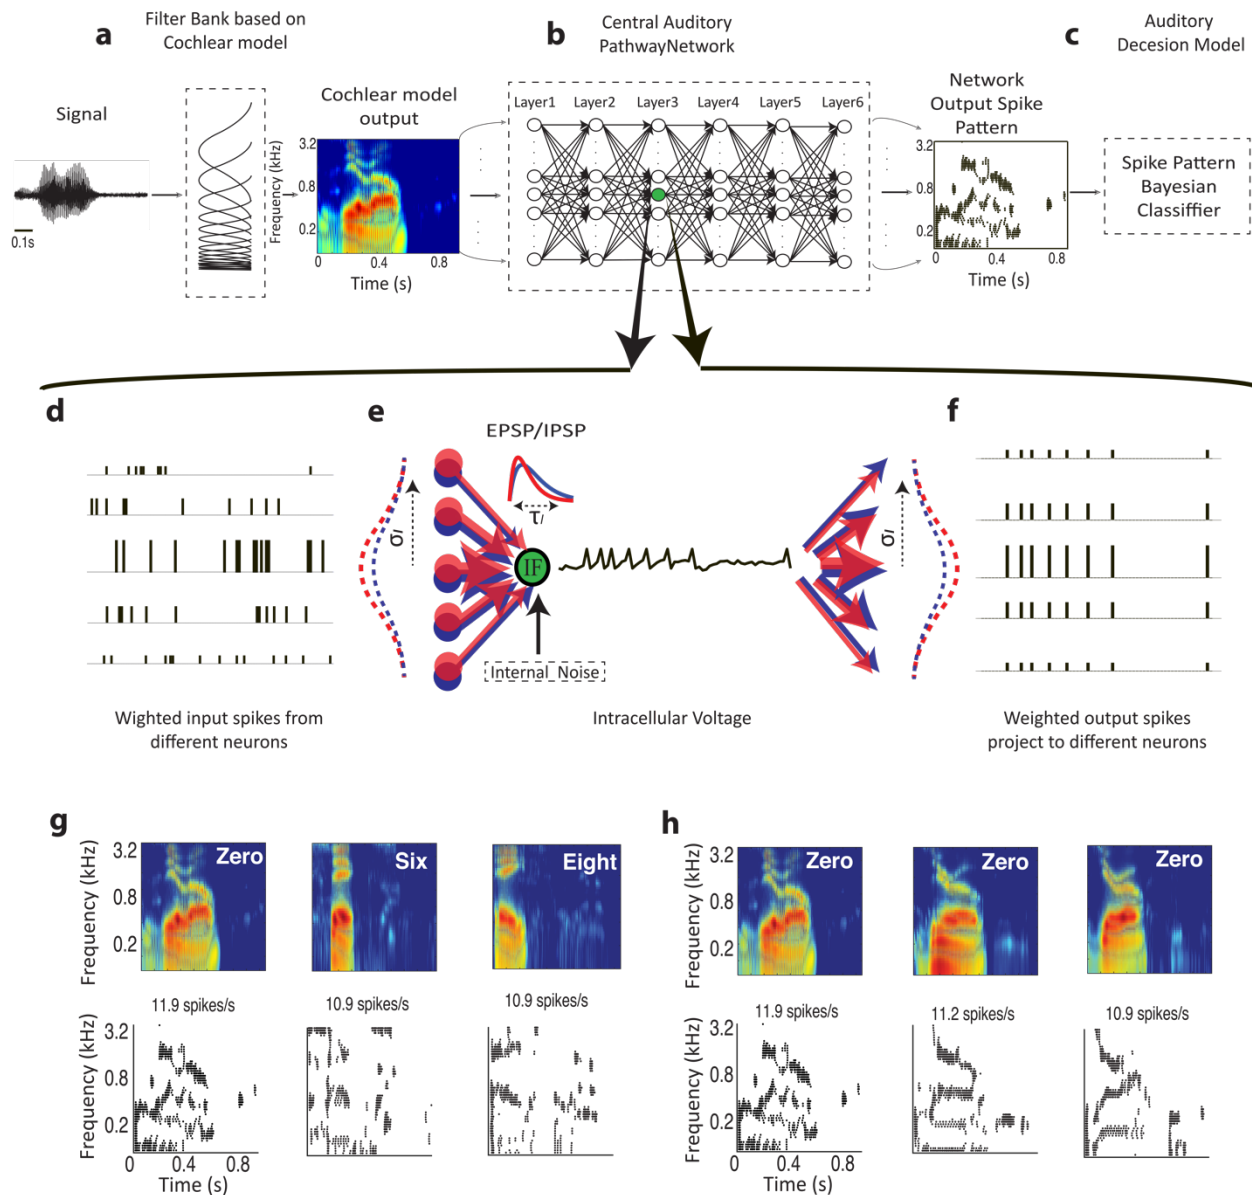 a
Filter Bank based on
Cochlear model
b
Central Auditory
PathwayNetwork
c
Auditory
Decesion Model
Signal
0.1s
Cochlear model
output
Frequency (kHz)
3.2
0.8
0.2
0
0.4
0.8
Time (s)
Layer1
Layer2
Layer3
Layer4
Layer5
Layer6
Network
Output Spike
Pattern
3.2
0.8
0.2
0
0.4
0.8
Time (s)
Spike Pattern
Bayesian
Classiffier
d
e
f
EPSP/IPSP
τI
σI
IF
σI
Internal Noise
Wighted input spikes from
different neurons
Intracellular Voltage
Weighted output spikes
project to different neurons
g
Frequency (kHz)
3.2
0.8
0.2
Zero
Six
Eight
11.9 spikes/s
10.9 spikes/s
10.9 spikes/s
Frequency (kHz)
3.2
0.8
0.2
0
0.4
0.8
Time (s)
h
Frequency (kHz)
3.2
0.8
0.2
Zero
Zero
Zero
11.9 spikes/s
11.2 spikes/s
10.9 spikes/s
Frequency (kHz)
3.2
0.8
0.2
0
0.4
0.8
Time (s)